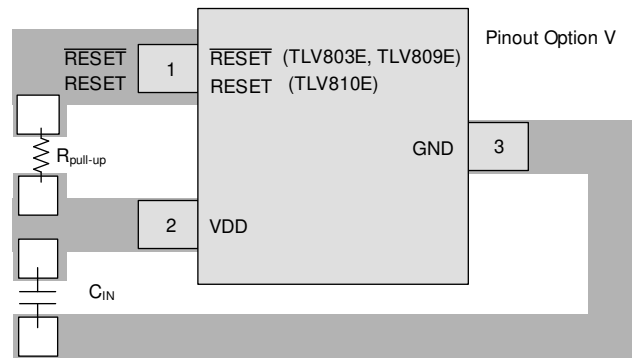 Pinout Option V
RESET 1 RESET (TLV803E, TLV809E)
RESET RESET (TLV810E)
GND 3
Rpull-up
2 VDD
CIN